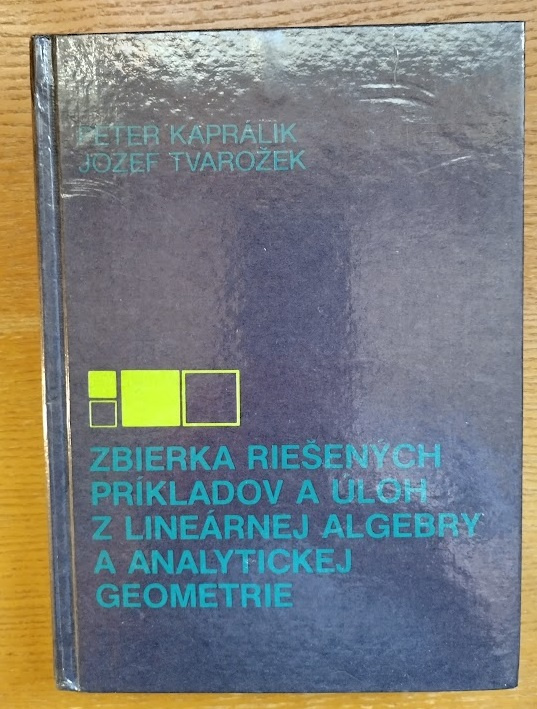 PETER KAPRÁLIK
JOZEF TVAROŽEK
ZBIERKA RIEŠENÝCH
PRÍKLADOV A ÚLOH
Z LINEÁRNEJ ALGEBRY
A ANALYTICKEJ
GEOMETRIE